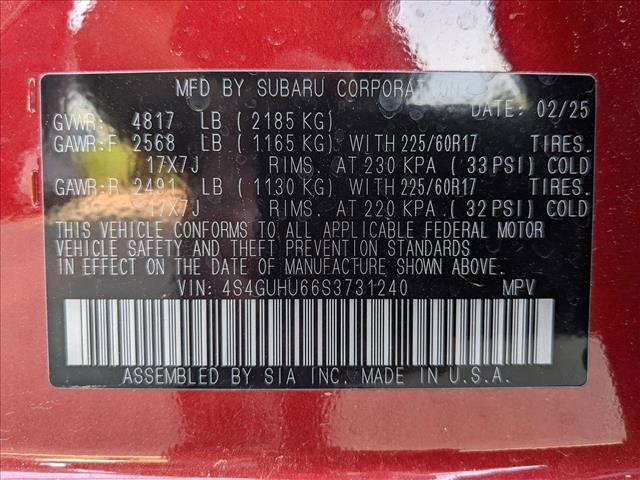 MFD BY SUBARU CORPORATION
DATE: 02/25
GVWR: 4817 LB (2185 KG)
GAWR:F 2568 LB (1165 KG) WITH 225/60R17 TIRES.
17X7J RIMS. AT 230 KPA (33 PSI) COLD
GAWR:R 2491 LB (1130 KG) WITH 225/60R17 TIRES.
17X7J RIMS. AT 220 KPA (32 PSI) COLD
THIS VEHICLE CONFORMS TO ALL APPLICABLE FEDERAL MOTOR
VEHICLE SAFETY AND THEFT PREVENTION STANDARDS
IN EFFECT ON THE DATE OF MANUFACTURE SHOWN ABOVE.
VIN: 4S4GUHU66S3731240 MPV
ASSEMBLED BY SIA INC. MADE IN U.S.A.